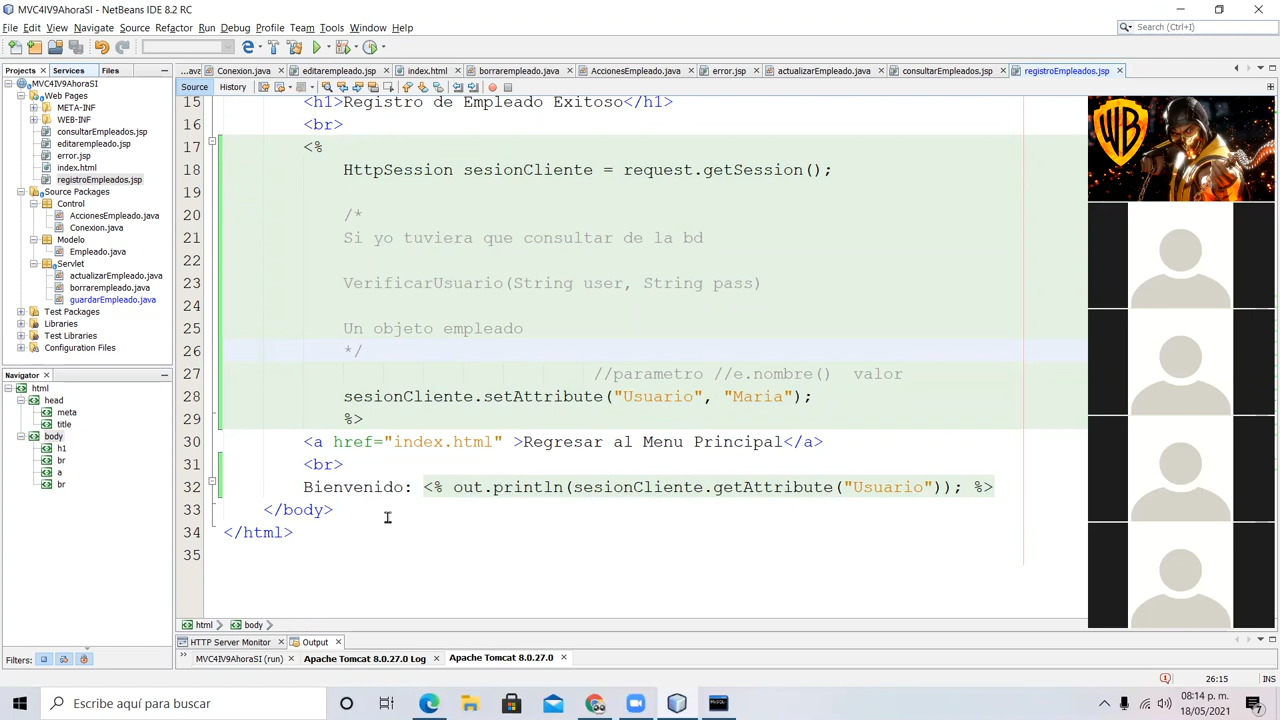 MVC4IV9AhoraSI - NetBeans IDE 8.2 RC
File Edit View Navigate Source Refactor Run Debug Profile Team Tools Window Help
Search (Ctrl+I)
Projects Services Files
...ava Conexion.java editarempleado.jsp index.html borrarempleado.java AccionesEmpleado.java error.jsp actualizarEmpleado.java consultarEmpleados.jsp registroEmpleados.jsp
Source History
MVC4IV9AhoraSI
Web Pages
META-INF
WEB-INF
consultarEmpleados.jsp
editarempleado.jsp
error.jsp
index.html
registroEmpleados.jsp
Source Packages
Control
AccionesEmpleado.java
Conexion.java
Modelo
Empleado.java
Servlet
actualizarEmpleado.java
borrarempleado.java
guardarEmpleado.java
Test Packages
Libraries
Test Libraries
Configuration Files
Navigator
html
head
meta
title
body
h1
br
a
br
Filters:
15 <h1>Registro de Empleado Exitoso</h1>
16 <br>
17 <%
18 HttpSession sesionCliente = request.getSession();
19
20 /*
21 Si yo tuviera que consultar de la bd
22
23 VerificarUsuario(String user, String pass)
24
25 Un objeto empleado
26 */
27 //parametro //e.nombre() valor
28 sesionCliente.setAttribute("Usuario", "Maria");
29 %>
30 <a href="index.html" >Regresar al Menu Principal</a>
31 <br>
32 Bienvenido: <% out.println(sesionCliente.getAttribute("Usuario")); %>
33 </body>
34 </html>
35
html body
HTTP Server Monitor Output
MVC4IV9AhoraSI (run) Apache Tomcat 8.0.27.0 Log Apache Tomcat 8.0.27.0
26:15 INS
WB
Escribe aquí para buscar
08:14 p. m.
18/05/2021
7